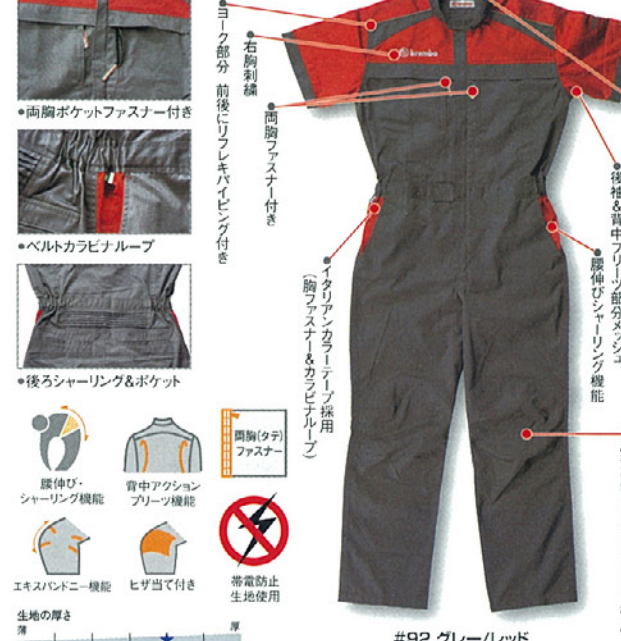 •両胸ポケットファスナー付き
•ベルトカラビナループ
•後ろシャーリング&ポケット
腰伸び・
シャーリング機能
背中アクション
プリーツ機能
両胸(タテ)
ファスナー
エキスパンドニー機能
ヒザ当て付き
帯電防止
生地使用
生地の厚さ
薄
厚
•ヨーク部分 前後にリフレキパイピング付き
•右胸刺繍
•両胸ファスナー付き
•イタリアンカラーテープ採用
(胸ファスナー&カラビナループ)
brembo
•後袖&背中プリーツ部分メッシュ
•腰伸びシャーリング機能
#92 グレー/レッド